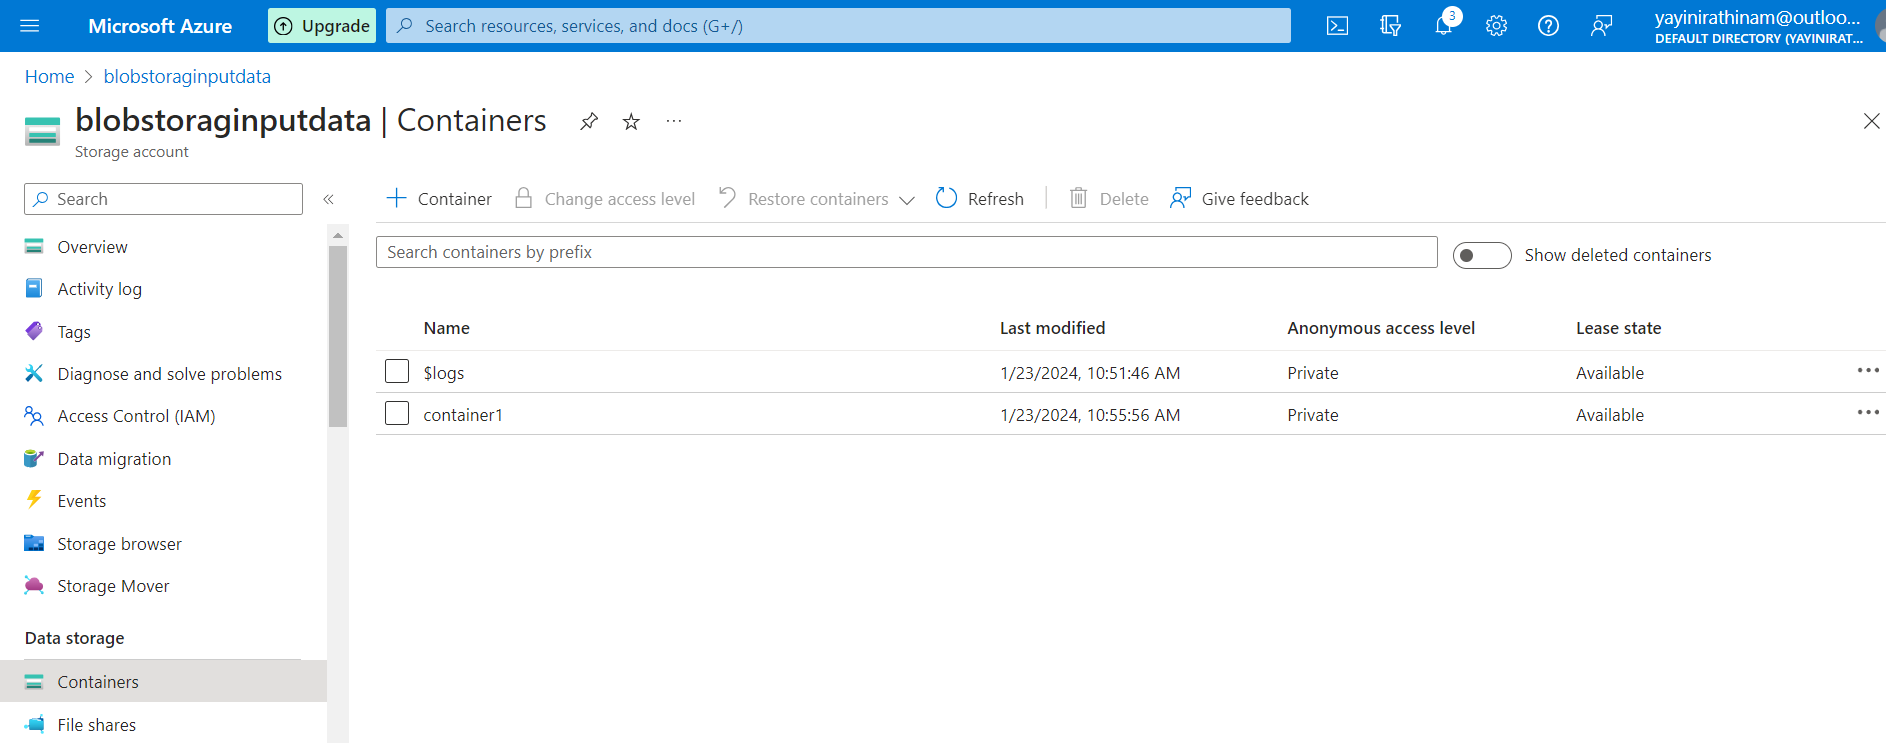 Microsoft Azure
Upgrade
Search resources, services, and docs (G+/)
3
yayinirathinam@outloo...
DEFAULT DIRECTORY (YAYINIRAT...
Home > blobstoraginputdata
blobstoraginputdata | Containers
Storage account
Search
Container
Change access level
Restore containers
Refresh
Delete
Give feedback
Search containers by prefix
Show deleted containers
Overview
Activity log
Tags
Diagnose and solve problems
Access Control (IAM)
Data migration
Events
Storage browser
Storage Mover
Data storage
Containers
File shares
Name Last modified Anonymous access level Lease state
$logs 1/23/2024, 10:51:46 AM Private Available
container1 1/23/2024, 10:55:56 AM Private Available